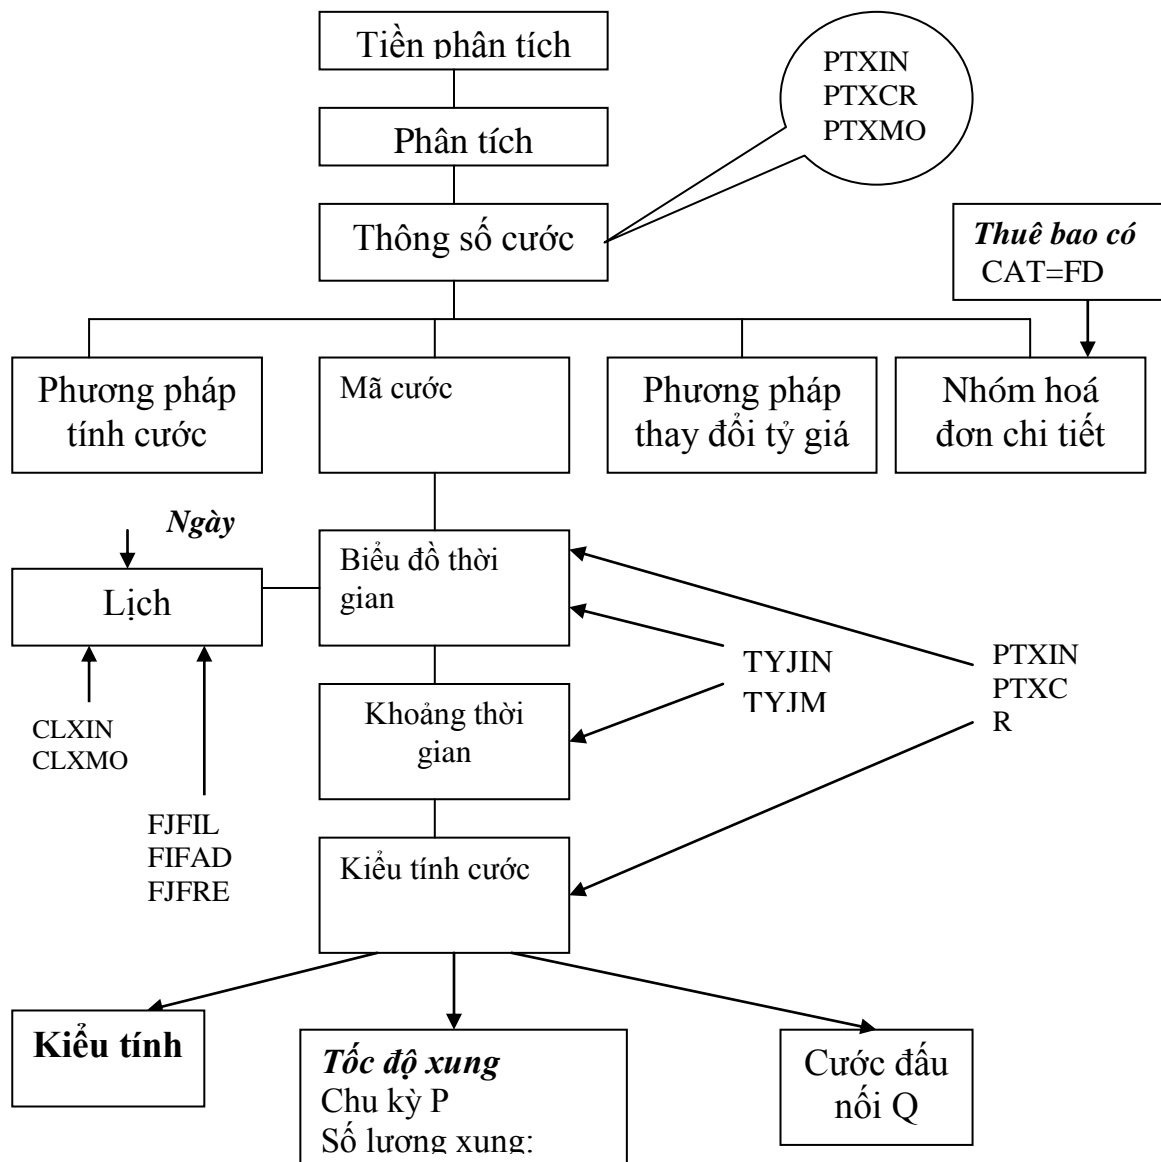 Tiền phân tích
PTXIN
PTXCR
PTXMO
Phân tích
Thông số cước
Thuê bao có
CAT=FD
Phương pháp
tính cước
Mã cước
Phương pháp
thay đổi tỷ giá
Nhóm hoá
đơn chi tiết
Ngày
Lịch
Biểu đồ thời
gian
TYJIN
TYJM
PTXIN
PTXC
R
CLXIN
CLXMO
Khoảng thời
gian
FJFIL
FIFAD
FJFRE
Kiểu tính cước
Kiểu tính
Tốc độ xung
Chu kỳ P
Số lương xung:
Cước đấu
nối Q